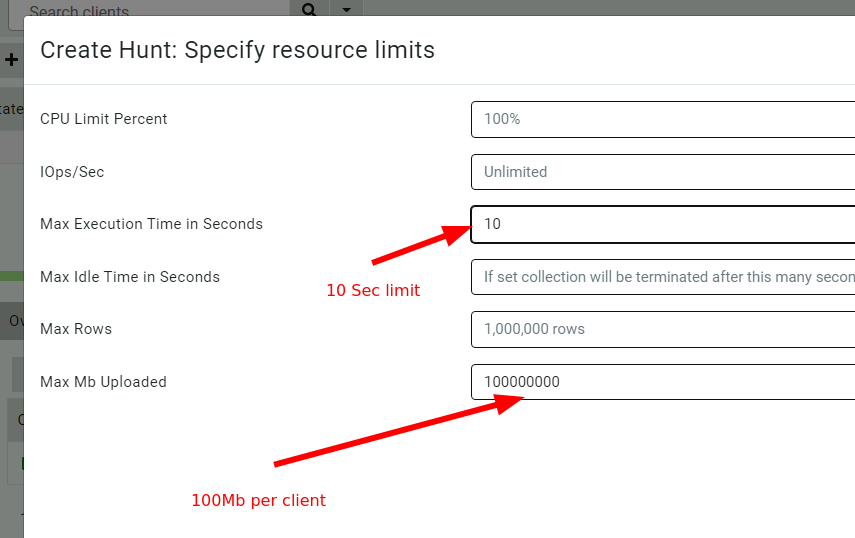 Search clients
Create Hunt: Specify resource limits
CPU Limit Percent 100%
IOps/Sec Unlimited
Max Execution Time in Seconds 10
Max Idle Time in Seconds If set collection will be terminated after this many
10 Sec limit
Max Rows 1,000,000 rows
Max Mb Uploaded 100000000
100Mb per client